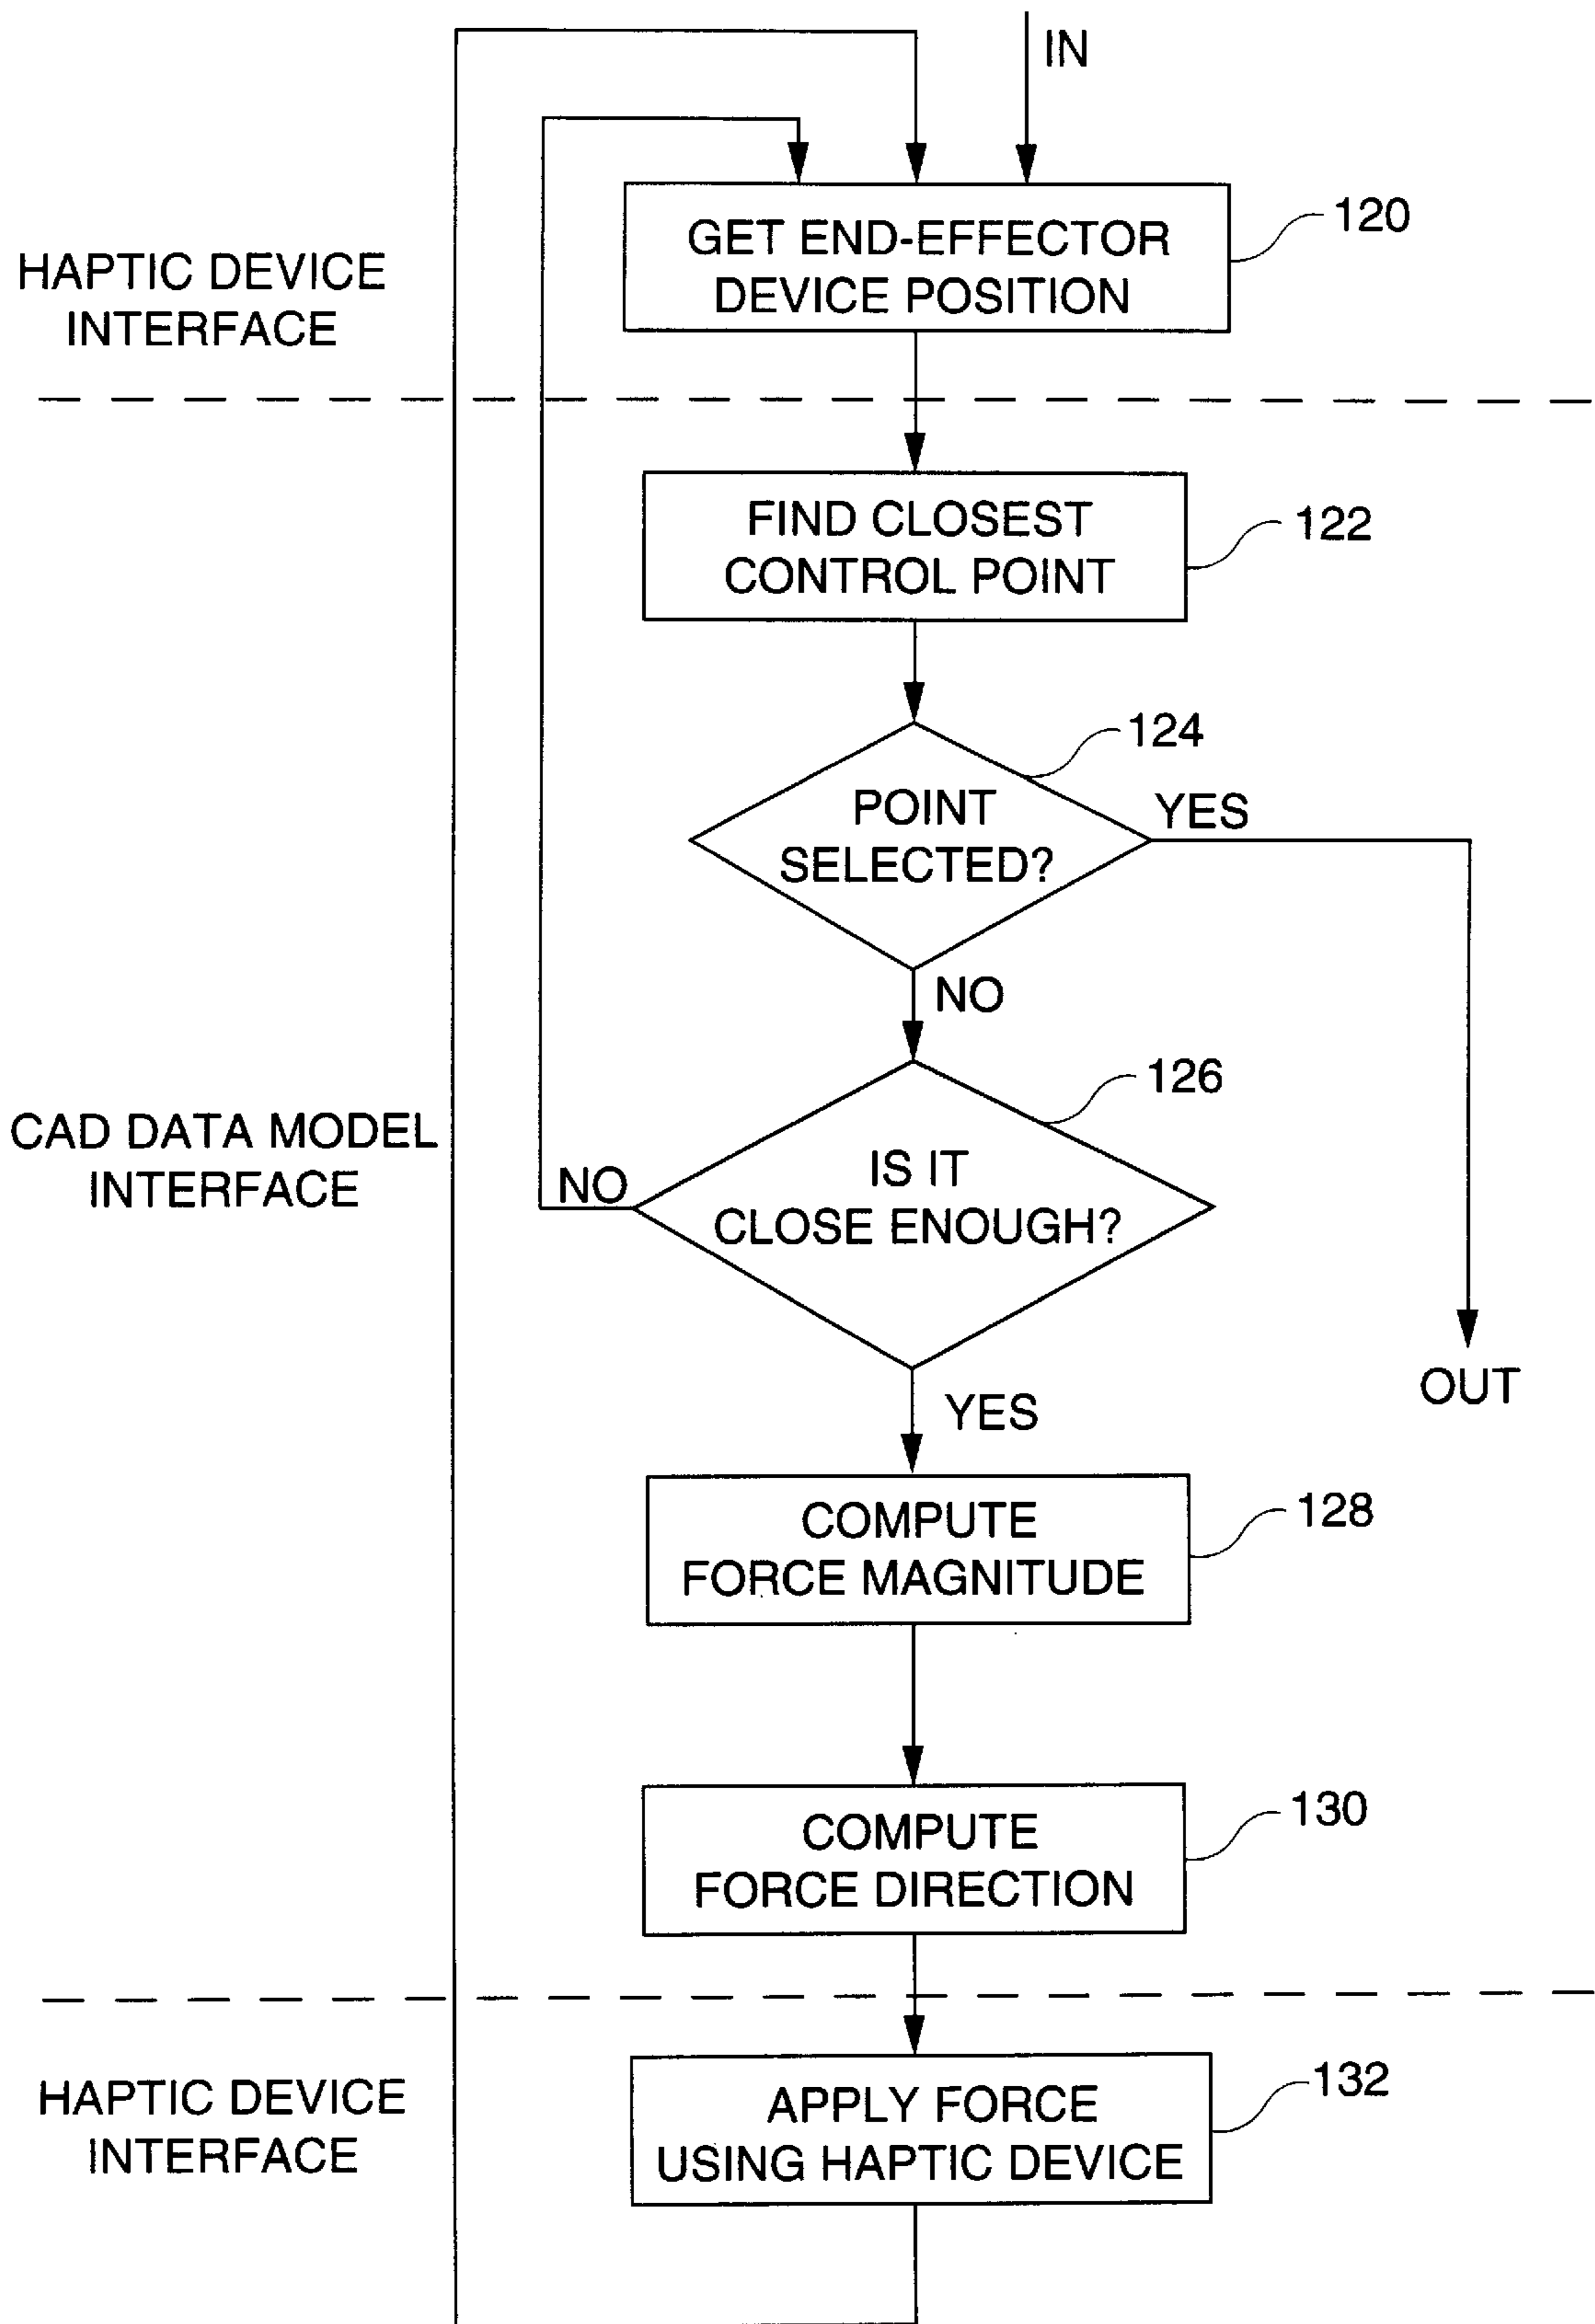 IN
GET END-EFFECTOR
DEVICE POSITION
120
HAPTIC DEVICE
INTERFACE
FIND CLOSEST
CONTROL POINT
122
124
POINT
SELECTED?
YES
NO
126
CAD DATA MODEL
INTERFACE
NO
IS IT
CLOSE ENOUGH?
OUT
YES
COMPUTE
FORCE MAGNITUDE
128
COMPUTE
FORCE DIRECTION
130
HAPTIC DEVICE
INTERFACE
APPLY FORCE
USING HAPTIC DEVICE
132